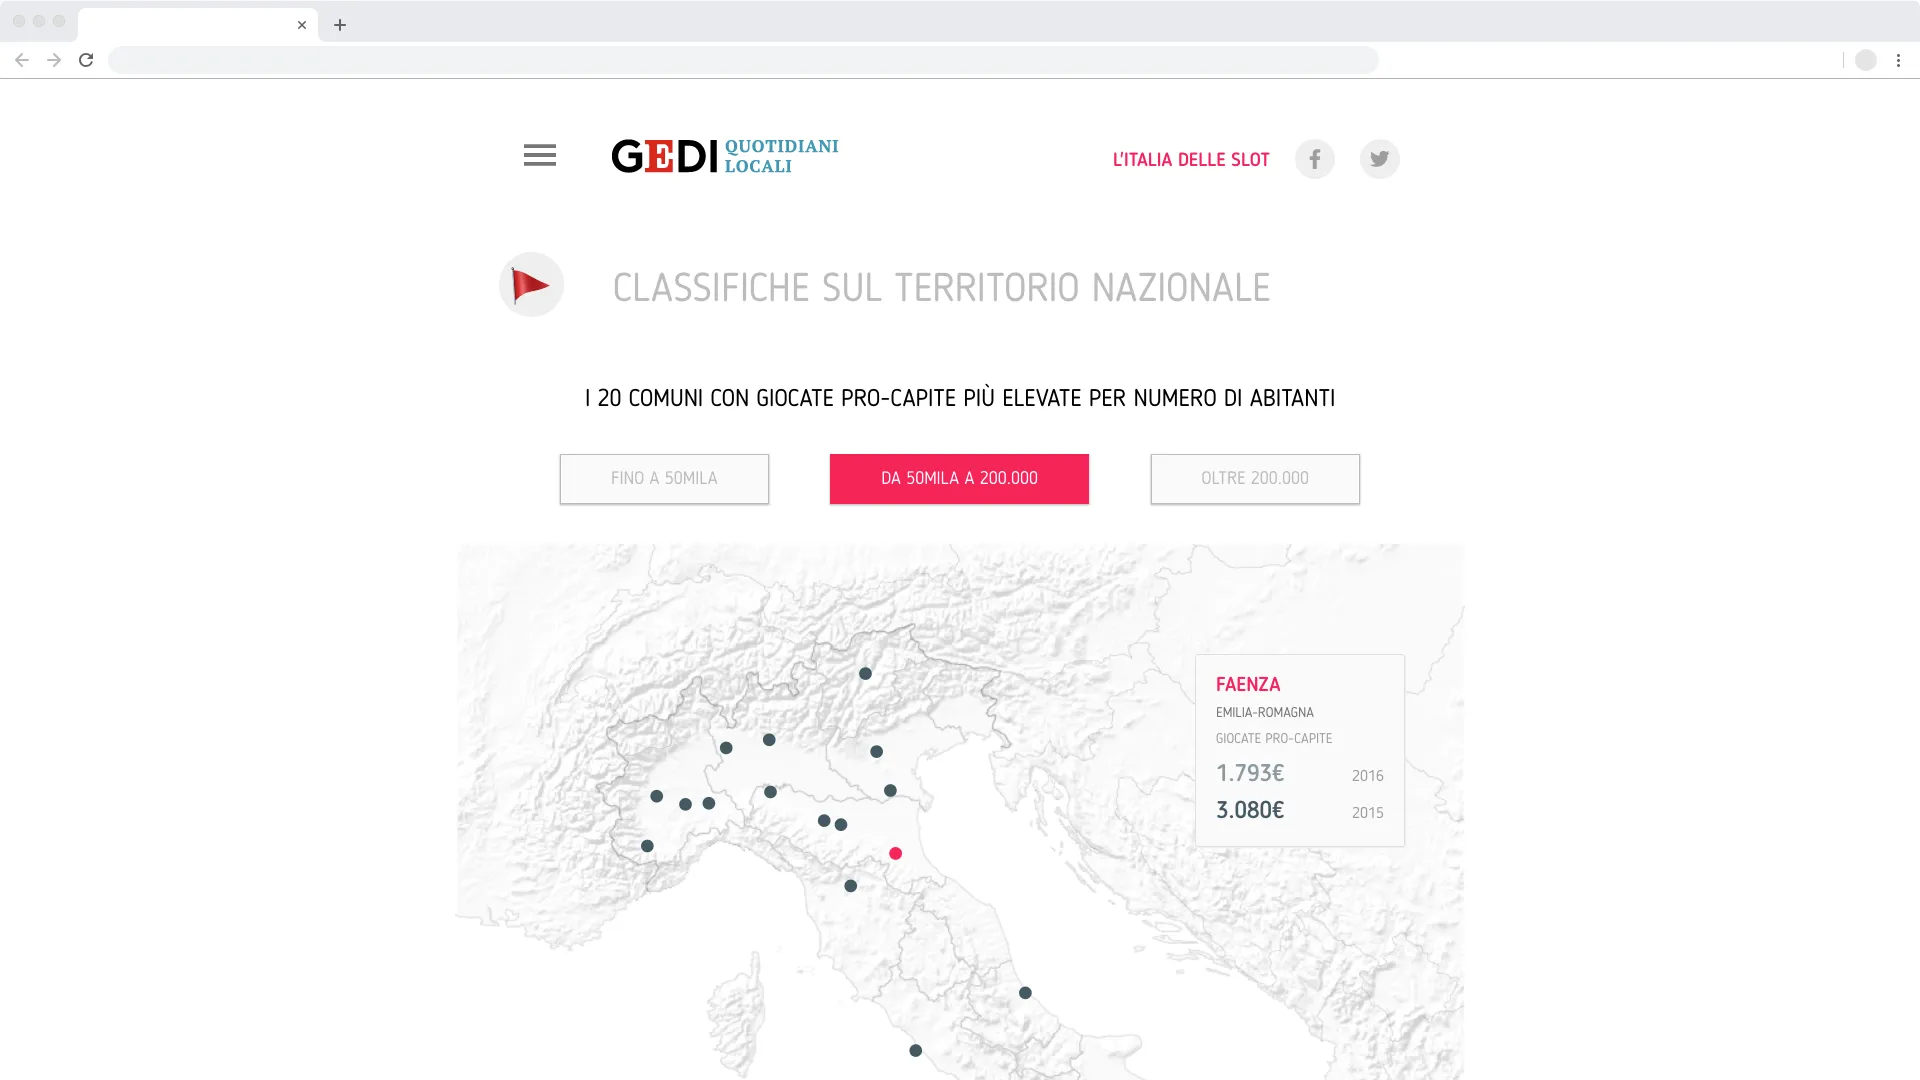 GEDI QUOTIDIANI
LOCALI
L'ITALIA DELLE SLOT
CLASSIFICHE SUL TERRITORIO NAZIONALE
I 20 COMUNI CON GIOCATE PRO-CAPITE PIÙ ELEVATE PER NUMERO DI ABITANTI
FINO A 50MILA
DA 50MILA A 200.000
OLTRE 200.000
FAENZA
EMILIA-ROMAGNA
GIOCATE PRO-CAPITE
1.793€ 2016
3.080€ 2015